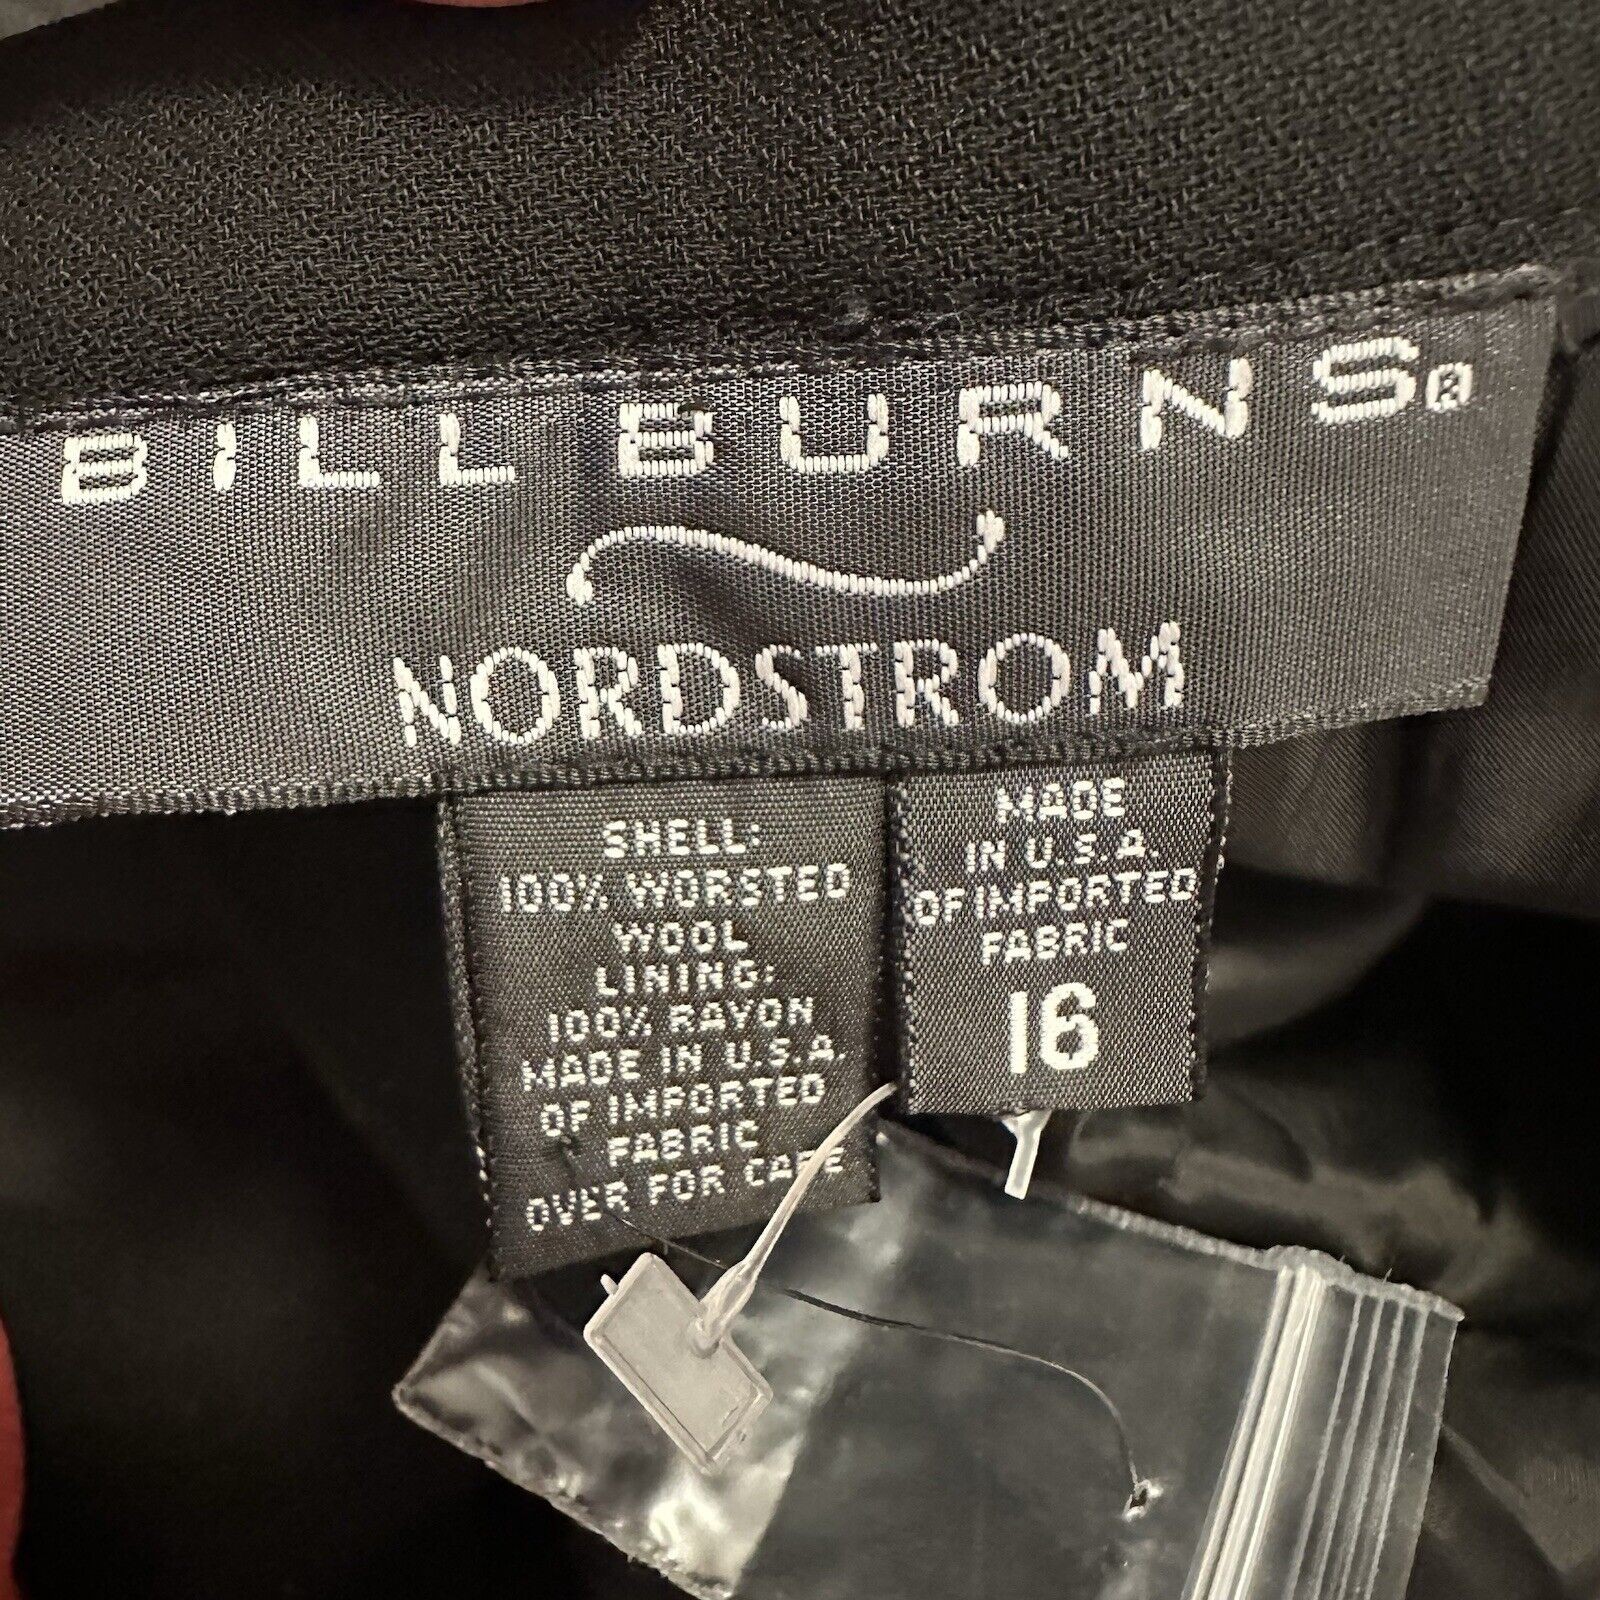 BILL BURNS®
NORDSTROM
SHELL:
100% WORSTED
WOOL
LINING:
100% RAYON
MADE IN U.S.A.
OF IMPORTED
FABRIC
OVER FOR CARE
MADE
IN U.S.A.
OF IMPORTED
FABRIC
16